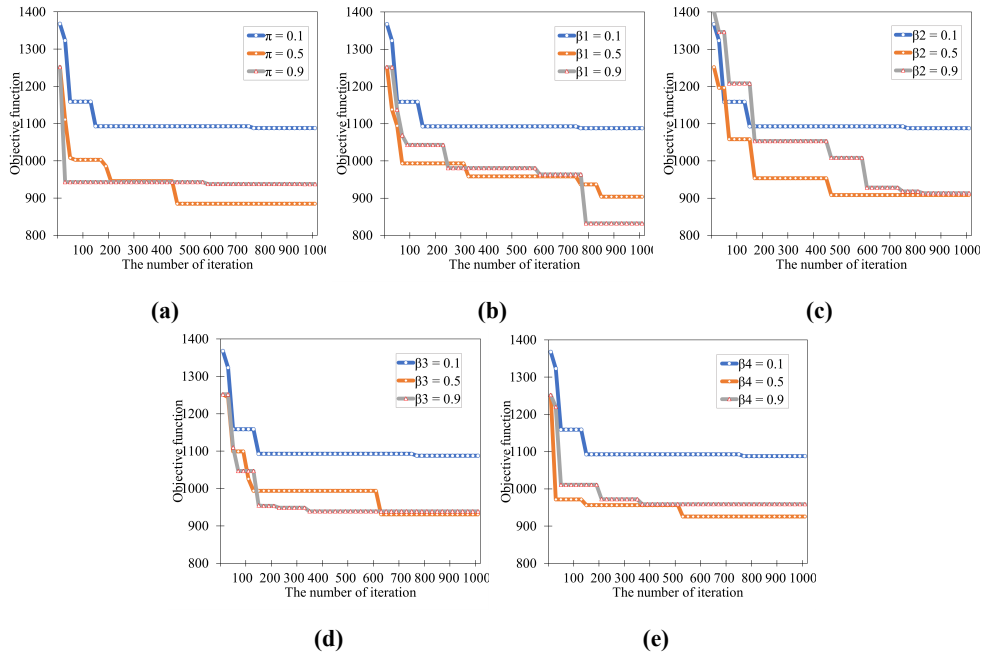 1400
1300
1200
1100
1000
900
800
Objective function
π = 0.1
π = 0.5
π = 0.9
100 200 300 400 500 600 700 800 900 1000
The number of iteration
(a)
1400
1300
1200
1100
1000
900
800
Objective function
β1 = 0.1
β1 = 0.5
β1 = 0.9
100 200 300 400 500 600 700 800 900 1000
The number of iteration
(b)
1400
1300
1200
1100
1000
900
800
Objective function
β2 = 0.1
β2 = 0.5
β2 = 0.9
100 200 300 400 500 600 700 800 900 1000
The number of iteration
(c)
1400
1300
1200
1100
1000
900
800
Objective function
β3 = 0.1
β3 = 0.5
β3 = 0.9
100 200 300 400 500 600 700 800 900 1000
The number of iteration
(d)
1400
1300
1200
1100
1000
900
800
Objective function
β4 = 0.1
β4 = 0.5
β4 = 0.9
100 200 300 400 500 600 700 800 900 1000
The number of iteration
(e)